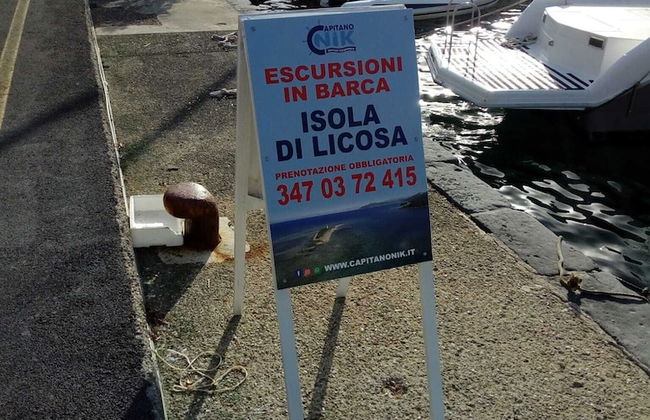 CAPITANO
NIK
ESCURSIONI
IN BARCA
ISOLA
DI LICOSA
PRENOTAZIONE OBBLIGATORIA
347 03 72 415
WWW.CAPITANONIK.IT